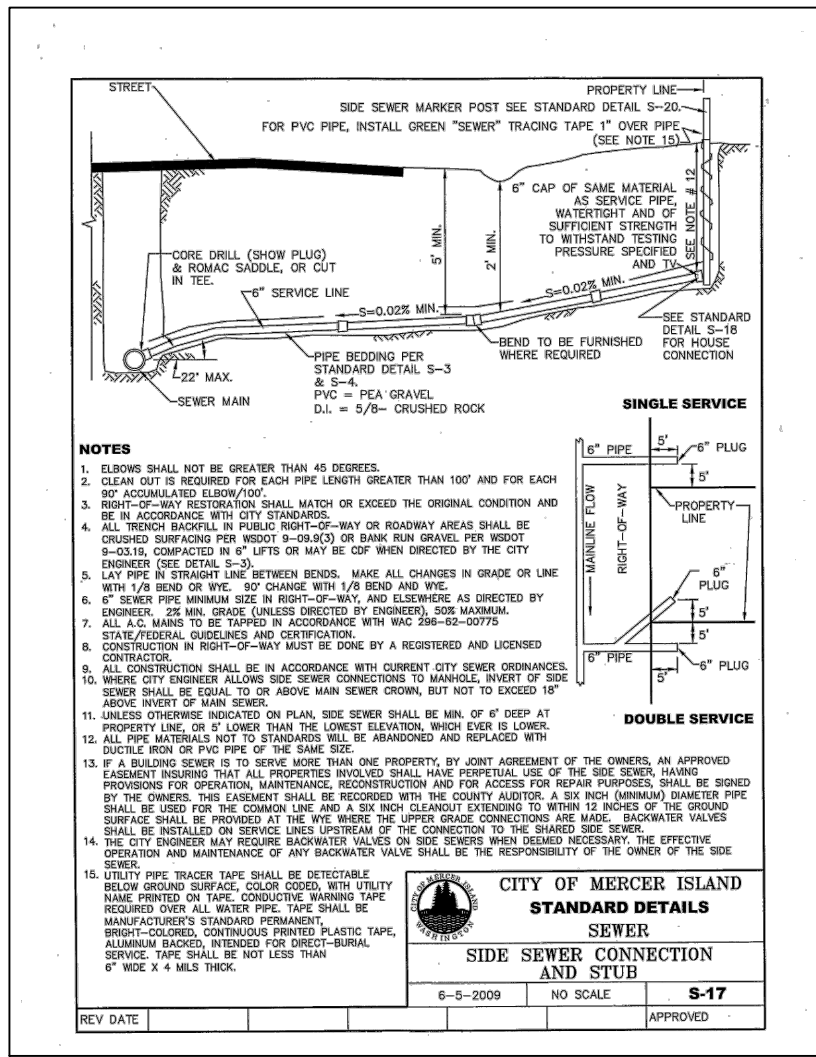 STREET
PROPERTY LINE
SIDE SEWER MARKER POST SEE STANDARD DETAIL S-20.
FOR PVC PIPE, INSTALL GREEN "SEWER" TRACING TAPE 1" OVER PIPE
(SEE NOTE 15)
6" CAP OF SAME MATERIAL
AS SERVICE PIPE,
WATERTIGHT AND OF
SUFFICIENT STRENGTH
TO WITHSTAND TESTING
PRESSURE SPECIFIED
AND TV
SEE NOTE # 12
5' MIN.
2' MIN.
CORE DRILL (SHOW PLUG)
& ROMAC SADDLE, OR CUT
IN TEE.
6" SERVICE LINE
S=0.02% MIN.
S=0.02% MIN.
SEE STANDARD
DETAIL S-18
FOR HOUSE
CONNECTION
BEND TO BE FURNISHED
WHERE REQUIRED
PIPE BEDDING PER
STANDARD DETAIL S-3
& S-4.
PVC = PEA GRAVEL
D.I. = 5/8- CRUSHED ROCK
22° MAX.
SEWER MAIN
SINGLE SERVICE
6" PIPE
5'
6" PLUG
5'
PROPERTY
LINE
MAINLINE FLOW
RIGHT-OF-WAY
6"
PLUG
5'
5'
6" PIPE
5'
6" PLUG
DOUBLE SERVICE
NOTES
1. ELBOWS SHALL NOT BE GREATER THAN 45 DEGREES.
2. CLEAN OUT IS REQUIRED FOR EACH PIPE LENGTH GREATER THAN 100' AND FOR EACH
90° ACCUMULATED ELBOW/100'.
3. RIGHT-OF-WAY RESTORATION SHALL MATCH OR EXCEED THE ORIGINAL CONDITION AND
BE IN ACCORDANCE WITH CITY STANDARDS.
4. ALL TRENCH BACKFILL IN PUBLIC RIGHT-OF-WAY OR ROADWAY AREAS SHALL BE
CRUSHED SURFACING PER WSDOT 9-09.9(3) OR BANK RUN GRAVEL PER WSDOT
9-03.19, COMPACTED IN 6" LIFTS OR MAY BE CDF WHEN DIRECTED BY THE CITY
ENGINEER (SEE DETAIL S-3).
5. LAY PIPE IN STRAIGHT LINE BETWEEN BENDS. MAKE ALL CHANGES IN GRADE OR LINE
WITH 1/8 BEND OR WYE. 90° CHANGE WITH 1/8 BEND AND WYE.
6. 6" SEWER PIPE MINIMUM SIZE IN RIGHT-OF-WAY, AND ELSEWHERE AS DIRECTED BY
ENGINEER. 2% MIN. GRADE (UNLESS DIRECTED BY ENGINEER), 50% MAXIMUM.
7. ALL A.C. MAINS TO BE TAPPED IN ACCORDANCE WITH WAC 296-62-00775
STATE/FEDERAL GUIDELINES AND CERTIFICATION.
8. CONSTRUCTION IN RIGHT-OF-WAY MUST BE DONE BY A REGISTERED AND LICENSED
CONTRACTOR.
9. ALL CONSTRUCTION SHALL BE IN ACCORDANCE WITH CURRENT CITY SEWER ORDINANCES.
10. WHERE CITY ENGINEER ALLOWS SIDE SEWER CONNECTIONS TO MANHOLE, INVERT OF SIDE
SEWER SHALL BE EQUAL TO OR ABOVE MAIN SEWER CROWN, BUT NOT TO EXCEED 18"
ABOVE INVERT OF MAIN SEWER.
11. UNLESS OTHERWISE INDICATED ON PLAN, SIDE SEWER SHALL BE MIN. OF 6' DEEP AT
PROPERTY LINE, OR 5' LOWER THAN THE LOWEST ELEVATION, WHICH EVER IS LOWER.
12. ALL PIPE MATERIALS NOT TO STANDARDS WILL BE ABANDONED AND REPLACED WITH
DUCTILE IRON OR PVC PIPE OF THE SAME SIZE.
13. IF A BUILDING SEWER IS TO SERVE MORE THAN ONE PROPERTY, BY JOINT AGREEMENT OF THE OWNERS, AN APPROVED
EASEMENT INSURING THAT ALL PROPERTIES INVOLVED SHALL HAVE PERPETUAL USE OF THE SIDE SEWER, HAVING
PROVISIONS FOR OPERATION, MAINTENANCE, RECONSTRUCTION AND FOR ACCESS FOR REPAIR PURPOSES, SHALL BE SIGNED
BY THE OWNERS. THIS EASEMENT SHALL BE RECORDED WITH THE COUNTY AUDITOR. A SIX INCH (MINIMUM) DIAMETER PIPE
SHALL BE USED FOR THE COMMON LINE AND A SIX INCH CLEANOUT EXTENDING TO WITHIN 12 INCHES OF THE GROUND
SURFACE SHALL BE PROVIDED AT THE WYE WHERE THE UPPER GRADE CONNECTIONS ARE MADE. BACKWATER VALVES
SHALL BE INSTALLED ON SERVICE LINES UPSTREAM OF THE CONNECTION TO THE SHARED SIDE SEWER.
14. THE CITY ENGINEER MAY REQUIRE BACKWATER VALVES ON SIDE SEWERS WHEN DEEMED NECESSARY. THE EFFECTIVE
OPERATION AND MAINTENANCE OF ANY BACKWATER VALVE SHALL BE THE RESPONSIBILITY OF THE OWNER OF THE SIDE
SEWER.
15. UTILITY PIPE TRACER TAPE SHALL BE DETECTABLE
BELOW GROUND SURFACE, COLOR CODED, WITH UTILITY
NAME PRINTED ON TAPE. CONDUCTIVE WARNING TAPE
REQUIRED OVER ALL WATER PIPE. TAPE SHALL BE
MANUFACTURER'S STANDARD PERMANENT,
BRIGHT-COLORED, CONTINUOUS PRINTED PLASTIC TAPE,
ALUMINUM BACKED, INTENDED FOR DIRECT-BURIAL
SERVICE. TAPE SHALL BE NOT LESS THAN
6" WIDE X 4 MILS THICK.
CITY OF MERCER ISLAND
WASHINGTON
CITY OF MERCER ISLAND
STANDARD DETAILS
SEWER
SIDE SEWER CONNECTION
AND STUB
6-5-2009 NO SCALE S-17
REV DATE APPROVED